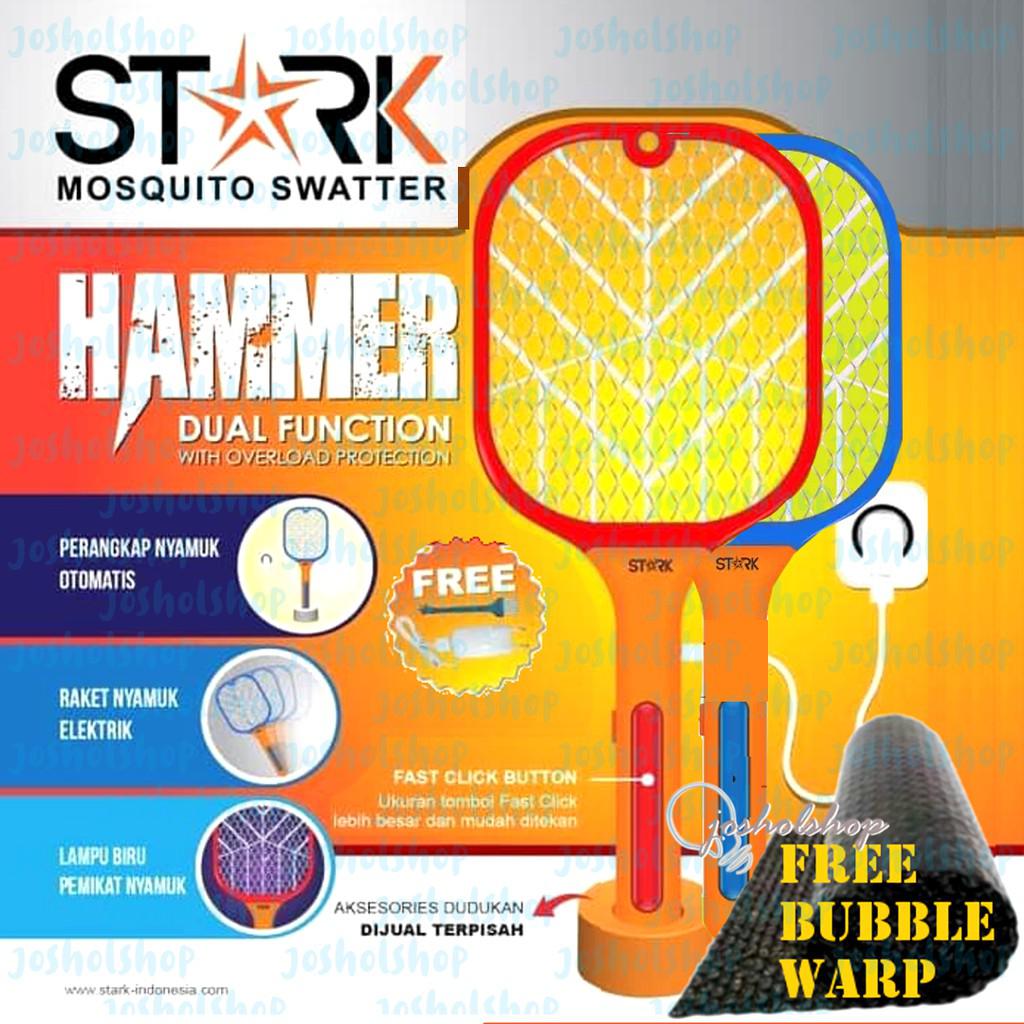 STARK
MOSQUITO SWATTER
HAMMER
DUAL FUNCTION
WITH OVERLOAD PROTECTION
PERANGKAP NYAMUK
OTOMATIS
FREE
RAKET NYAMUK
ELEKTRIK
STARK
STARK
FAST CLICK BUTTON
Ukuran tombol Fast Click
lebih besar dan mudah ditekan
LAMPU BIRU
PEMIKAT NYAMUK
AKSESORIES DUDUKAN
DIJUAL TERPISAH
josholshop
FREE
BUBBLE
WARP
www.stark-indonesia.com